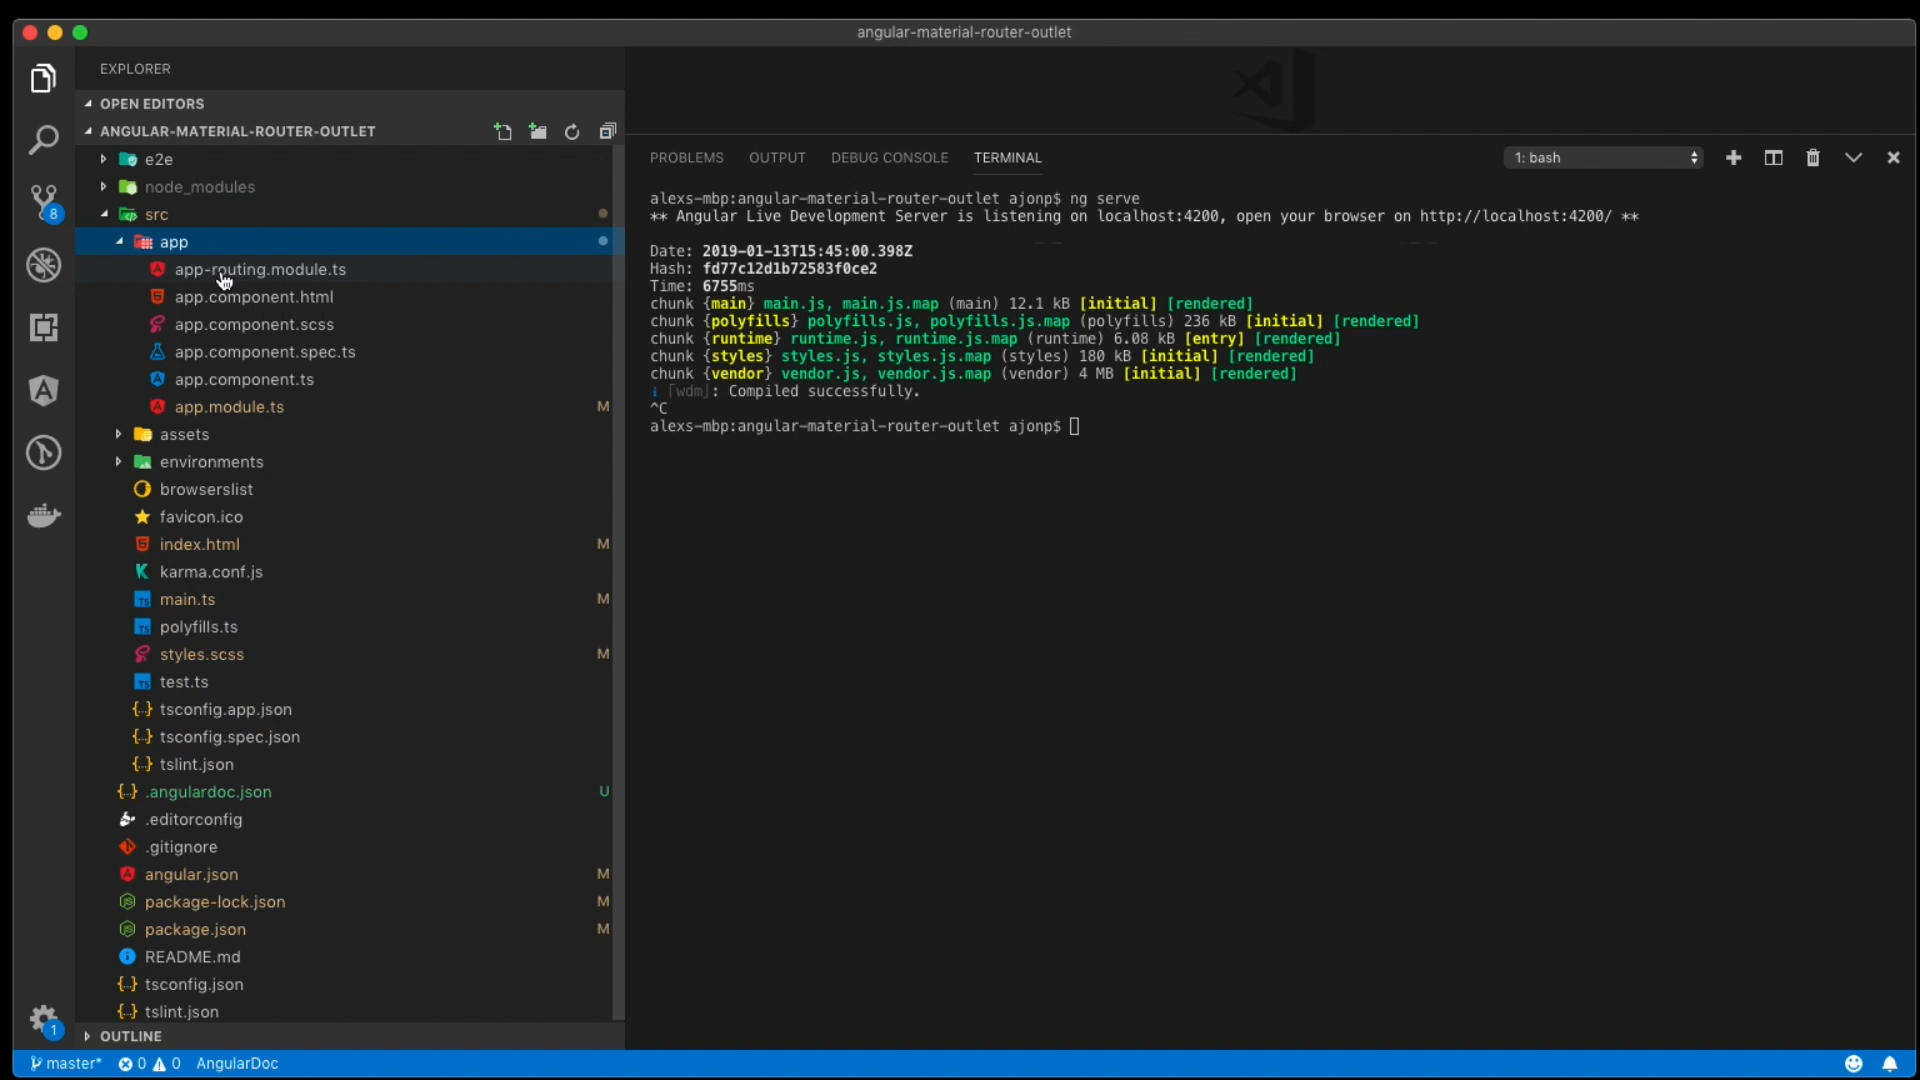 angular-material-router-outlet
EXPLORER
OPEN EDITORS
ANGULAR-MATERIAL-ROUTER-OUTLET
e2e
node_modules
src
app
app-routing.module.ts
app.component.html
app.component.scss
app.component.spec.ts
app.component.ts
app.module.ts M
assets
environments
browserslist
favicon.ico
index.html M
karma.conf.js
main.ts M
polyfills.ts
styles.scss M
test.ts
tsconfig.app.json
tsconfig.spec.json
tslint.json
.angulardoc.json U
.editorconfig
.gitignore
angular.json M
package-lock.json M
package.json M
README.md
tsconfig.json
tslint.json
OUTLINE
8
1
PROBLEMS OUTPUT DEBUG CONSOLE TERMINAL 1: bash
alexs-mbp:angular-material-router-outlet ajonp$ ng serve
** Angular Live Development Server is listening on localhost:4200, open your browser on http://localhost:4200/ **
Date: 2019-01-13T15:45:00.398Z
Hash: fd77c12d1b72583f0ce2
Time: 6755ms
chunk {main} main.js, main.js.map (main) 12.1 kB [initial] [rendered]
chunk {polyfills} polyfills.js, polyfills.js.map (polyfills) 236 kB [initial] [rendered]
chunk {runtime} runtime.js, runtime.js.map (runtime) 6.08 kB [entry] [rendered]
chunk {styles} styles.js, styles.js.map (styles) 180 kB [initial] [rendered]
chunk {vendor} vendor.js, vendor.js.map (vendor) 4 MB [initial] [rendered]
i ｢wdm｣: Compiled successfully.
^C
alexs-mbp:angular-material-router-outlet ajonp$
master* 0 0 AngularDoc